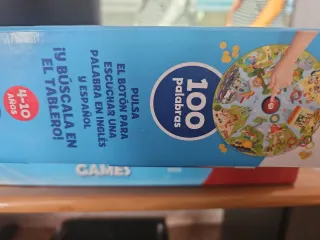 100
palabras
PULSA
EL BOTÓN PARA
ESCUCHAR UNA
PALABRA EN INGLÉS
Y ESPAÑOL
¡Y BÚSCALA EN
EL TABLERO!
4-10
AÑOS
GAMES